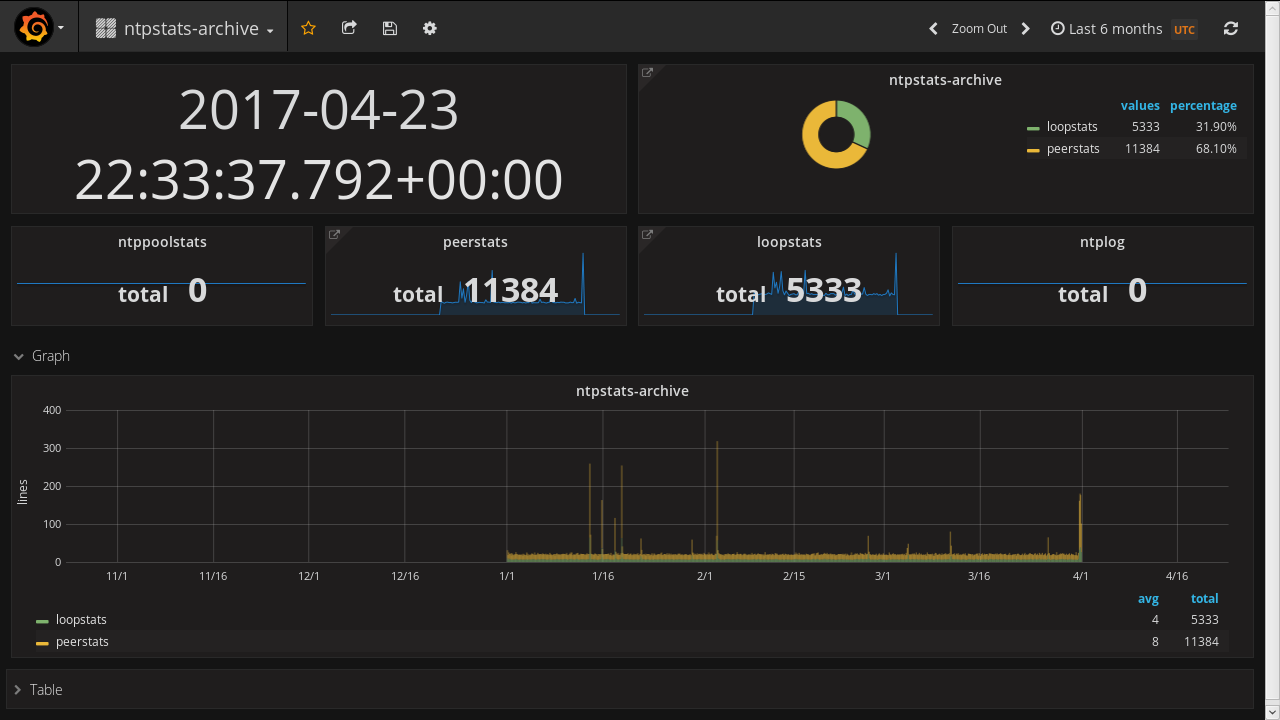 ntpstats-archive
Zoom Out
Last 6 months UTC
2017-04-23
22:33:37.792+00:00
ntpstats-archive
values percentage
loopstats 5333 31.90%
peerstats 11384 68.10%
ntppoolstats
total 0
peerstats
total 11384
loopstats
total 5333
ntplog
total 0
Graph
ntpstats-archive
400
300
200
100
0
lines
11/1 11/16 12/1 12/16 1/1 1/16 2/1 2/15 3/1 3/16 4/1 4/16
avg total
loopstats 4 5333
peerstats 8 11384
Table